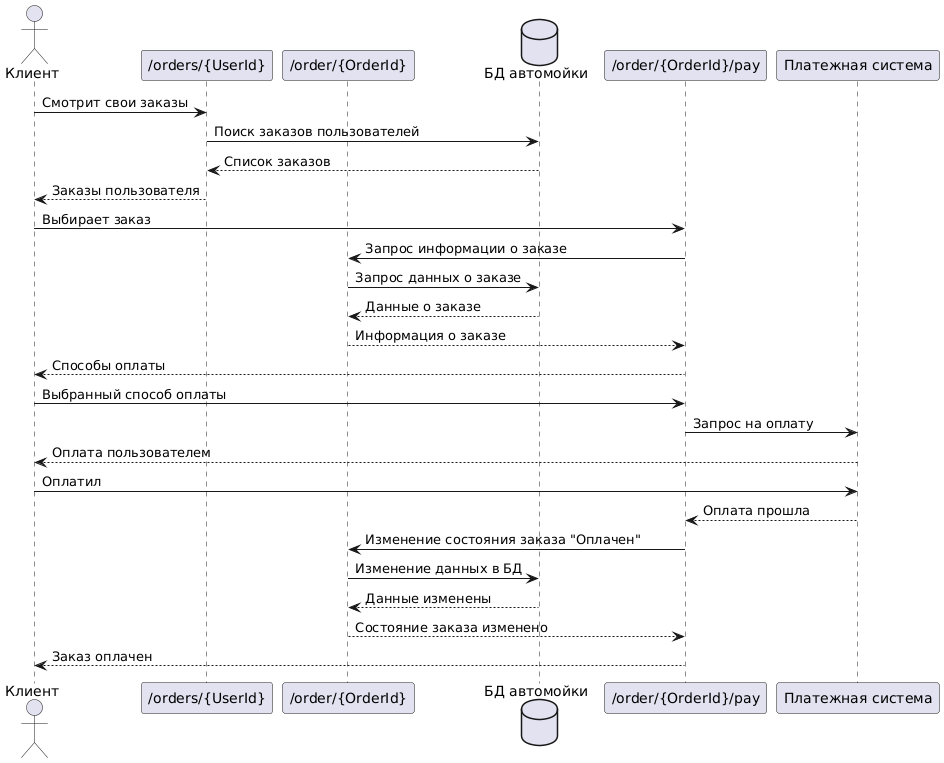 Клиент
/orders/{UserId}
/order/{OrderId}
БД автомойки
/order/{OrderId}/pay
Платежная система
Смотрит свои заказы
Поиск заказов пользователей
Список заказов
Заказы пользователя
Выбирает заказ
Запрос информации о заказе
Запрос данных о заказе
Данные о заказе
Информация о заказе
Способы оплаты
Выбранный способ оплаты
Запрос на оплату
Оплата пользователем
Оплатил
Оплата прошла
Изменение состояния заказа "Оплачен"
Изменение данных в БД
Данные изменены
Состояние заказа изменено
Заказ оплачен
Клиент
/orders/{UserId}
/order/{OrderId}
БД автомойки
/order/{OrderId}/pay
Платежная система